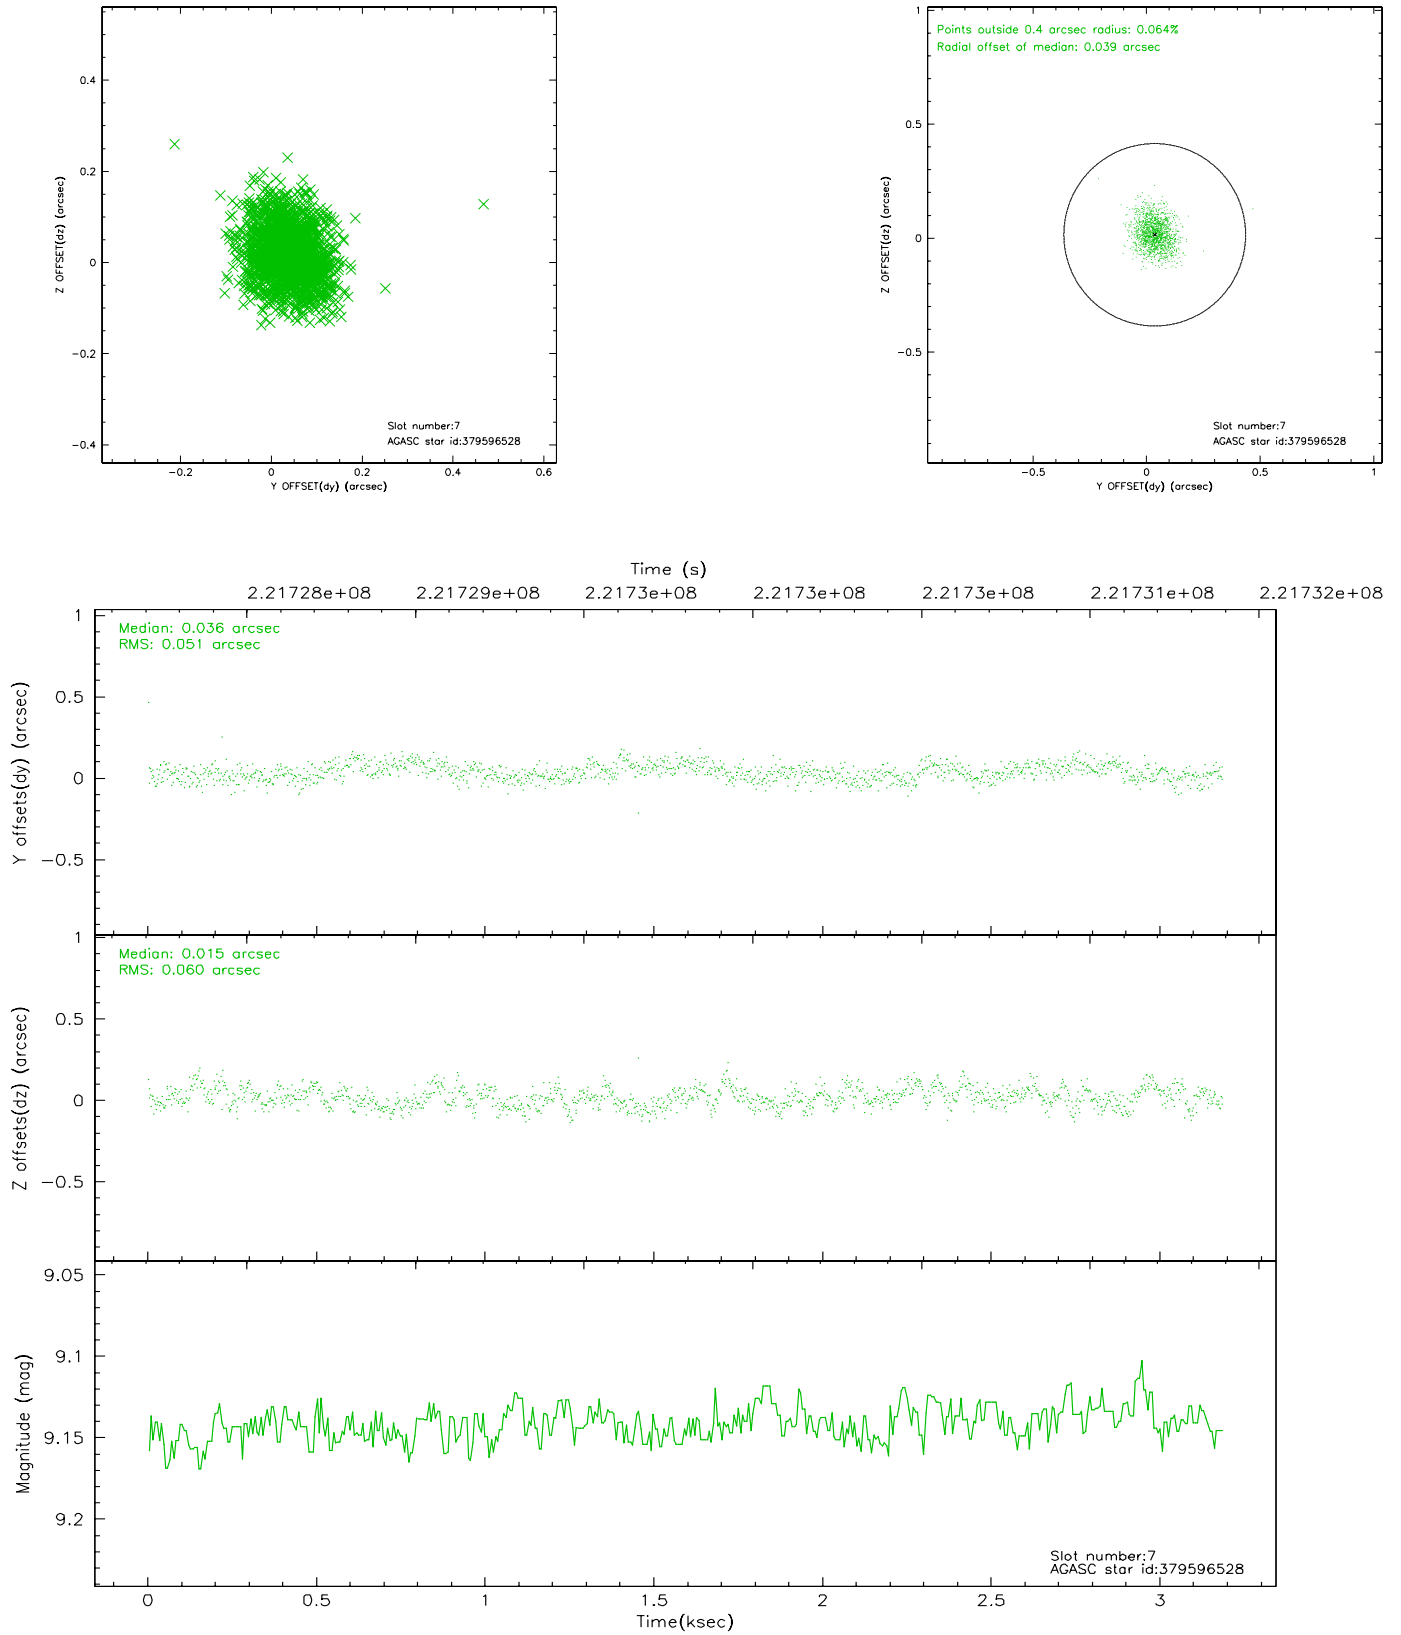 0.4
0.2
0
−0.2
−0.4
Z OFFSET(dz) (arcsec)
Slot number:7
AGASC star id:379596528
−0.2 0 0.2 0.4 0.6
Y OFFSET(dy) (arcsec)
1
0.5
0
−0.5
Z OFFSET(dz) (arcsec)
Points outside 0.4 arcsec radius: 0.064%
Radial offset of median: 0.039 arcsec
Slot number:7
AGASC star id:379596528
−0.5 0 0.5 1
Y OFFSET(dy) (arcsec)
Time (s)
2.21728e+08 2.21729e+08 2.2173e+08 2.2173e+08 2.2173e+08 2.21731e+08 2.21732e+08
1
0.5
0
−0.5
Y offsets(dy) (arcsec)
Median: 0.036 arcsec
RMS: 0.051 arcsec
1
0.5
0
−0.5
Z offsets(dz) (arcsec)
Median: 0.015 arcsec
RMS: 0.060 arcsec
9.05
9.1
9.15
9.2
Magnitude (mag)
Slot number:7
AGASC star id:379596528
0 0.5 1 1.5 2 2.5 3
Time(ksec)